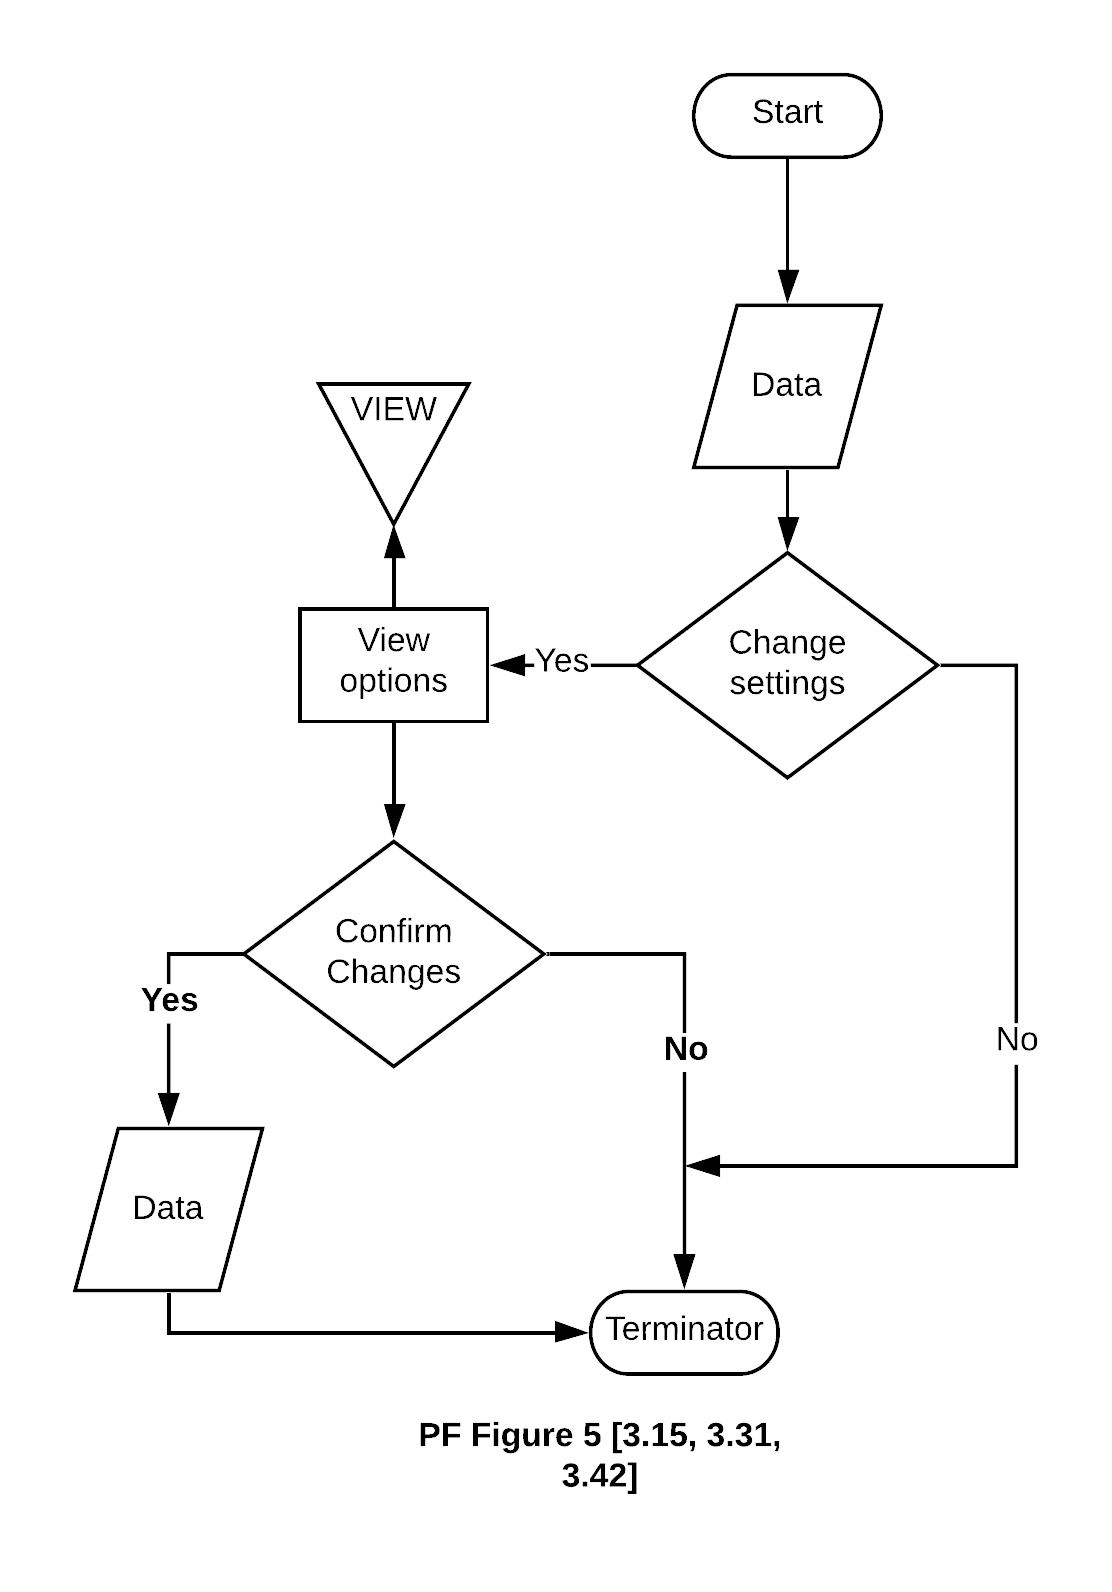 Start
Data
VIEW
Change
settings
Yes
View
options
Confirm
Changes
Yes
No
No
Data
Terminator
PF Figure 5 [3.15, 3.31,
3.42]